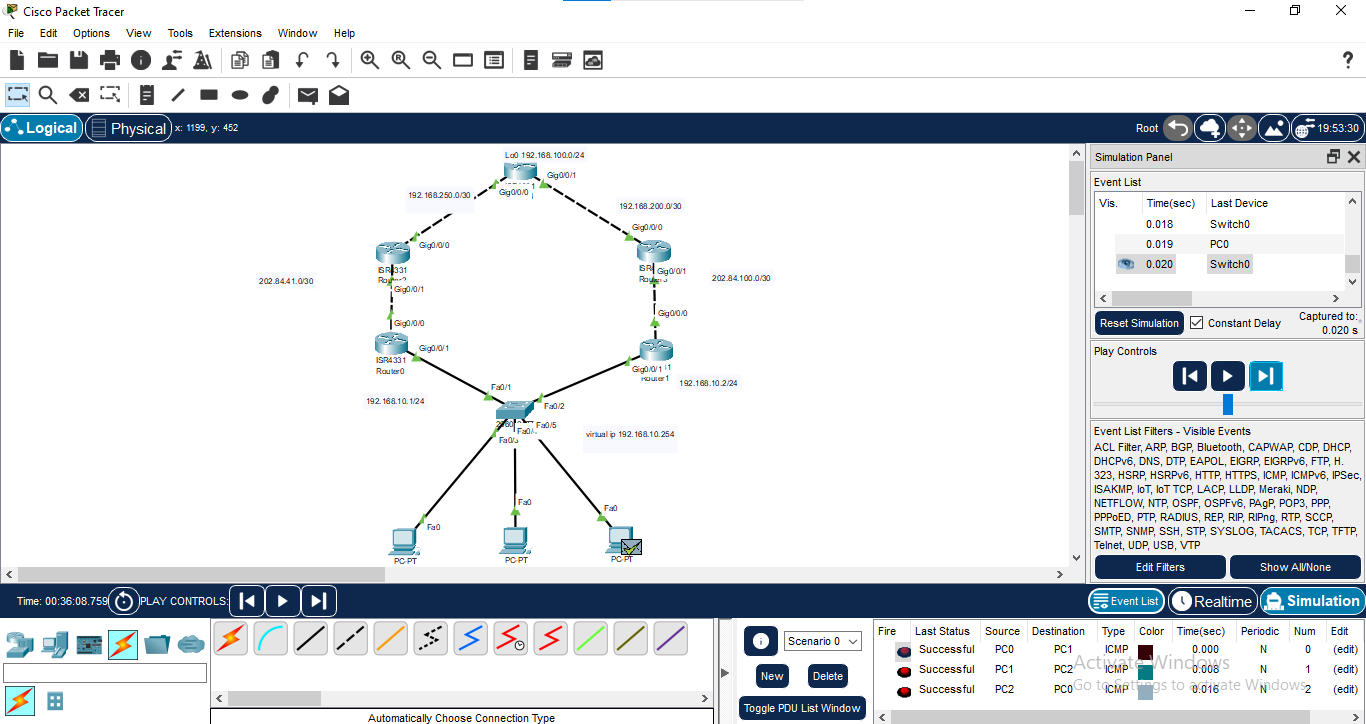 Cisco Packet Tracer
File Edit Options View Tools Extensions Window Help
Logical Physical x: 1199, y: 452 Root 19:53:30
Lo0 192.168.100.0/24
Gig0/0/1
Gig0/0/0
192.168.250.0/30
192.168.200.0/30
Gig0/0/0
Gig0/0/0
ISR4331
Gig0/0/1
Gig0/0/1
202.84.41.0/30
202.84.100.0/30
Gig0/0/0
Gig0/0/0
Gig0/0/1
ISR4331
Router0
Gig0/0/1
Router1
192.168.10.2/24
Fa0/1
192.168.10.1/24
Fa0/2
Fa0/5
virtual ip 192.168.10.254
Fa0
Fa0
Fa0
PC-PT
PC-PT
PC-PT
Simulation Panel
Event List
Vis. Time(sec) Last Device
0.018 Switch0
0.019 PC0
0.020 Switch0
Reset Simulation Constant Delay Captured to:
0.020 s
Play Controls
Event List Filters - Visible Events
ACL Filter, ARP, BGP, Bluetooth, CAPWAP, CDP, DHCP,
DHCPv6, DNS, DTP, EAPOL, EIGRP, EIGRPv6, FTP, H.
323, HSRP, HSRPv6, HTTP, HTTPS, ICMP, ICMPv6, IPSec,
ISAKMP, IoT, IoT TCP, LACP, LLDP, Meraki, NDP,
NETFLOW, NTP, OSPF, OSPFv6, PAgP, POP3, PPP,
PPPoED, PTP, RADIUS, REP, RIP, RIPng, RTP, SCCP,
SMTP, SNMP, SSH, STP, SYSLOG, TACACS, TCP, TFTP,
Telnet, UDP, USB, VTP
Edit Filters Show All/None
Time: 00:36:08.759 PLAY CONTROLS: Event List Realtime Simulation
Automatically Choose Connection Type
Scenario 0
New Delete
Toggle PDU List Window
Fire Last Status Source Destination Type Color Time(sec) Periodic Num Edit
Successful PC0 PC1 ICMP 0.000 N 0 (edit)
Successful PC1 PC2 ICMP 0.008 N 1 (edit)
Successful PC2 PC0 ICMP 0.016 N 2 (edit)
Activate Windows
Go to Settings to activate Windows.